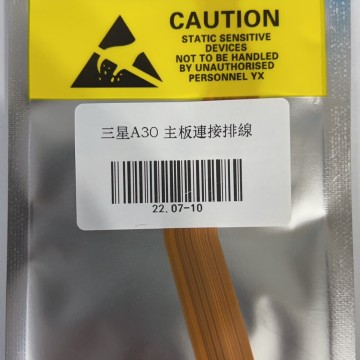 CAUTION
STATIC SENSITIVE
DEVICES
NOT TO BE HANDLED
BY UNAUTHORISED
PERSONNEL YX
三星A30 主板連接排線
22.07-10